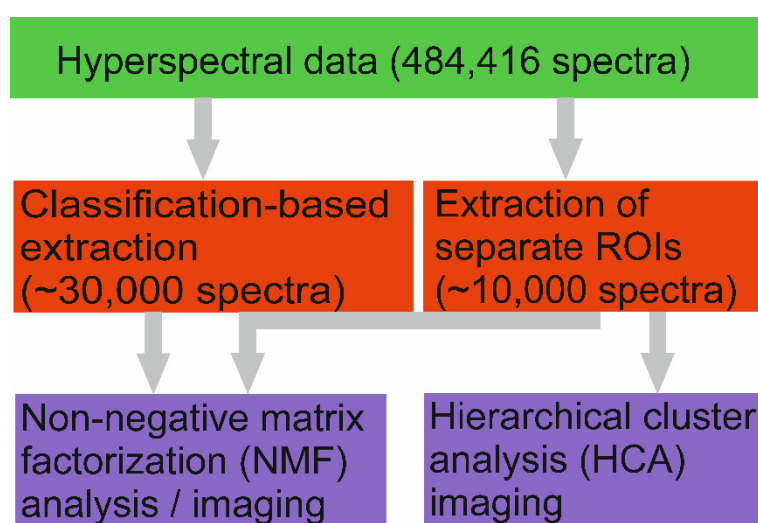 Hyperspectral data (484,416 spectra)
Classification-based
extraction
(~30,000 spectra)
Extraction of
separate ROIs
(~10,000 spectra)
Non-negative matrix
factorization (NMF)
analysis / imaging
Hierarchical cluster
analysis (HCA)
imaging